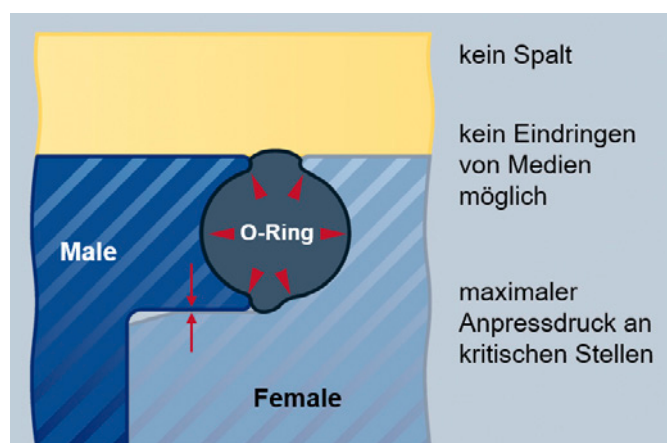 kein Spalt
kein Eindringen
von Medien
möglich
O-Ring
Male
maximaler
Anpressdruck an
kritischen Stellen
Female